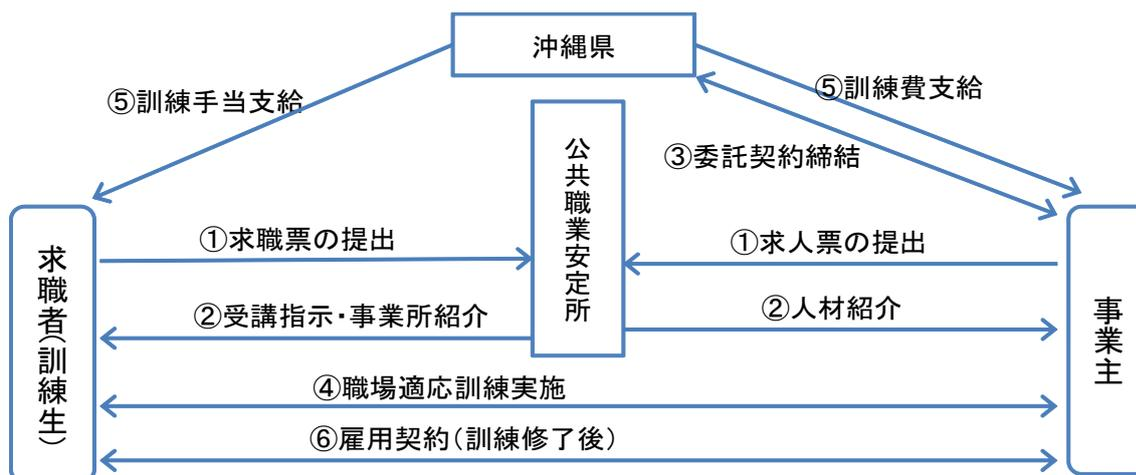 沖縄県
⑤訓練手当支給
⑤訓練費支給
③委託契約締結
公共職業安定所
①求職票の提出
①求人票の提出
②受講指示・事業所紹介
②人材紹介
求職者(訓練生)
事業主
④職場適応訓練実施
⑥雇用契約(訓練修了後)